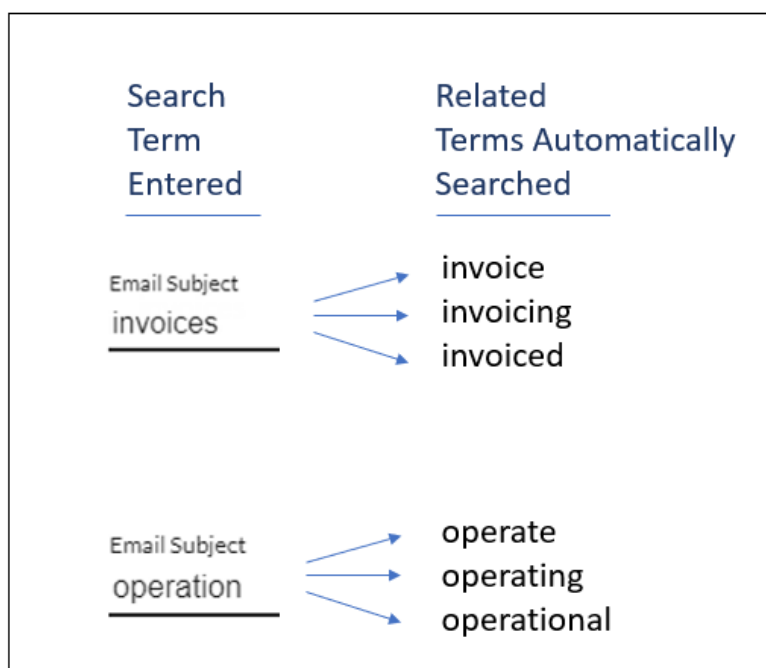 Search
Term
Entered
Related
Terms Automatically
Searched
Email Subject
invoices
invoice
invoicing
invoiced
Email Subject
operation
operate
operating
operational